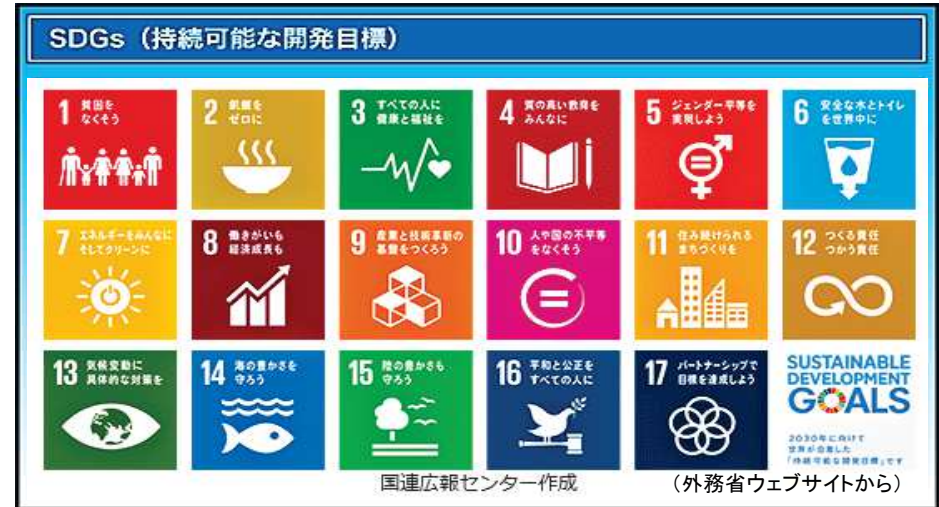 SDGs（持続可能な開発目標）
1 貧困を
なくそう
2 飢餓を
ゼロに
3 すべての人に
健康と福祉を
4 質の高い教育を
みんなに
5 ジェンダー平等を
実現しよう
6 安全な水とトイレ
を世界中に
7 エネルギーをみんなに
そしてクリーンに
8 働きがいも
経済成長も
9 産業と技術革新の
基盤をつくろう
10 人や国の不平等
をなくそう
11 住み続けられる
まちづくりを
12 つくる責任
つかう責任
13 気候変動に
具体的な対策を
14 海の豊かさを
守ろう
15 陸の豊かさも
守ろう
16 平和と公正を
すべての人に
17 パートナーシップで
目標を達成しよう
SUSTAINABLE
DEVELOPMENT
GOALS
2030年に向けて
世界が合意した
「持続可能な開発目標」です
国連広報センター作成
（外務省ウェブサイトから）